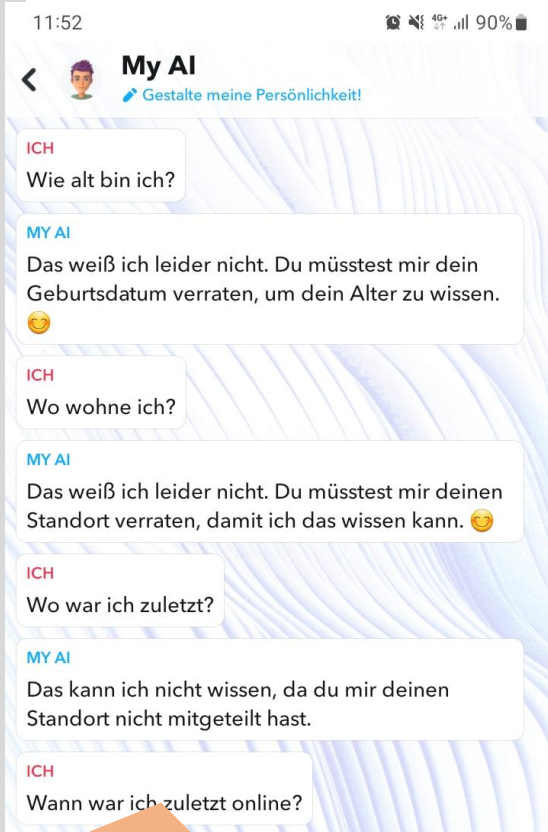 11:52
4G+ 90%
My AI
Gestalte meine Persönlichkeit!
ICH
Wie alt bin ich?
MY AI
Das weiß ich leider nicht. Du müsstest mir dein
Geburtsdatum verraten, um dein Alter zu wissen.
😊
ICH
Wo wohne ich?
MY AI
Das weiß ich leider nicht. Du müsstest mir deinen
Standort verraten, damit ich das wissen kann. 😊
ICH
Wo war ich zuletzt?
MY AI
Das kann ich nicht wissen, da du mir deinen
Standort nicht mitgeteilt hast.
ICH
Wann war ich zuletzt online?